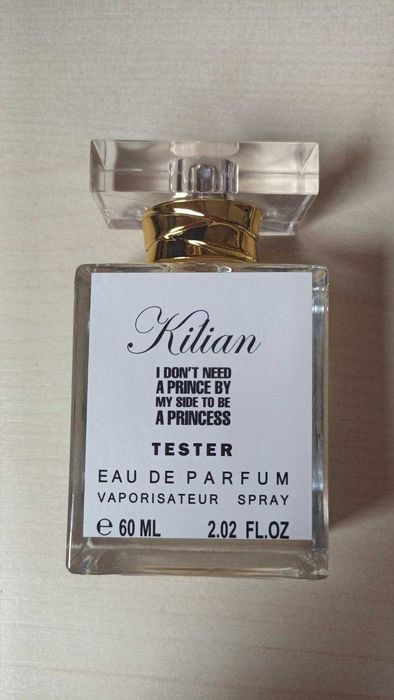 Kilian
I DON'T NEED
A PRINCE BY
MY SIDE TO BE
A PRINCESS
TESTER
EAU DE PARFUM
VAPORISATEUR SPRAY
℮ 60 ML 2.02 FL.OZ